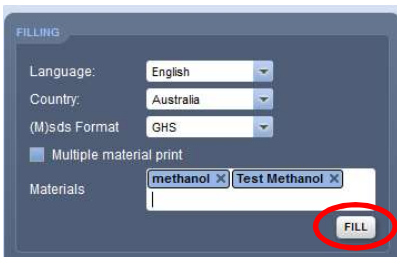 FILLING
Language: English
Country: Australia
(M)sds Format GHS
Multiple material print
Materials methanol × Test Methanol ×
FILL